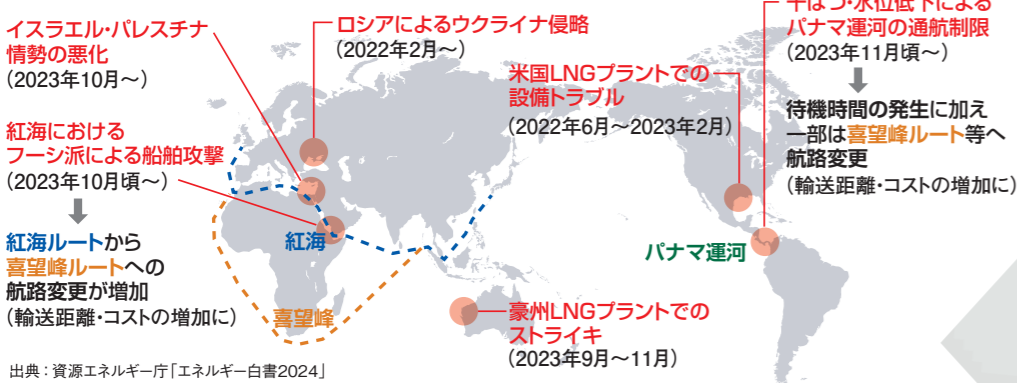 イスラエル・パレスチナ
情勢の悪化
(2023年10月～)
紅海における
フーシ派による船舶攻撃
(2023年10月頃～)
紅海ルートから
喜望峰ルートへの
航路変更が増加
(輸送距離・コストの増加に)
ロシアによるウクライナ侵略
(2022年2月～)
米国LNGプラントでの
設備トラブル
(2022年6月～2023年2月)
干ばつ・水位低下による
パナマ運河の通航制限
(2023年11月頃～)
待機時間の発生に加え
一部は喜望峰ルート等へ
航路変更
(輸送距離・コストの増加に)
紅海
パナマ運河
喜望峰
豪州LNGプラントでの
ストライキ
(2023年9月～11月)
出典：資源エネルギー庁「エネルギー白書2024」